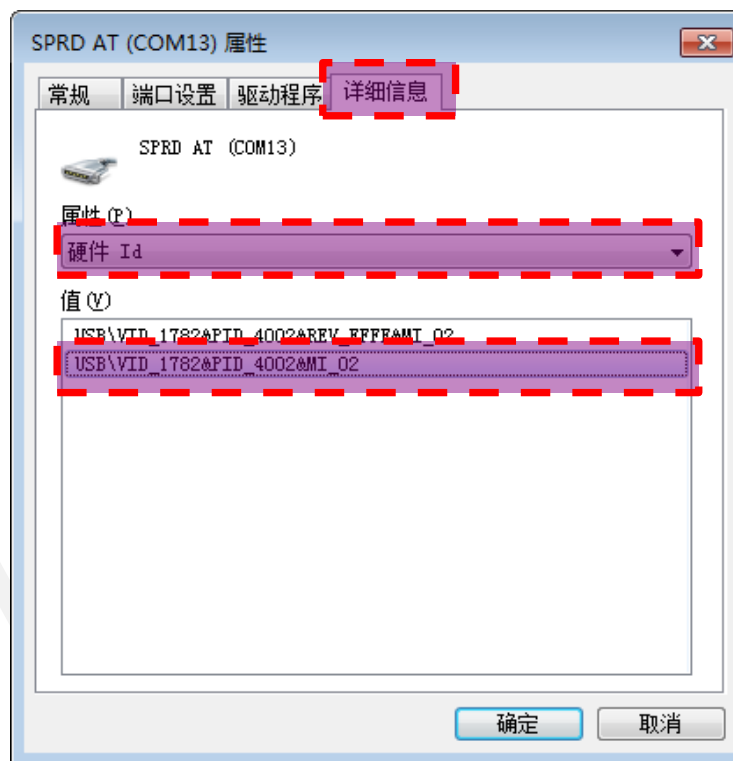 SPRD AT (COM13) 属性
常规 端口设置 驱动程序 详细信息
SPRD AT (COM13)
属性(P)
硬件 Id
值(V)
USB\VID_1782&PID_4002&REV_FFFF&MI_02
USB\VID_1782&PID_4002&MI_02
确定 取消